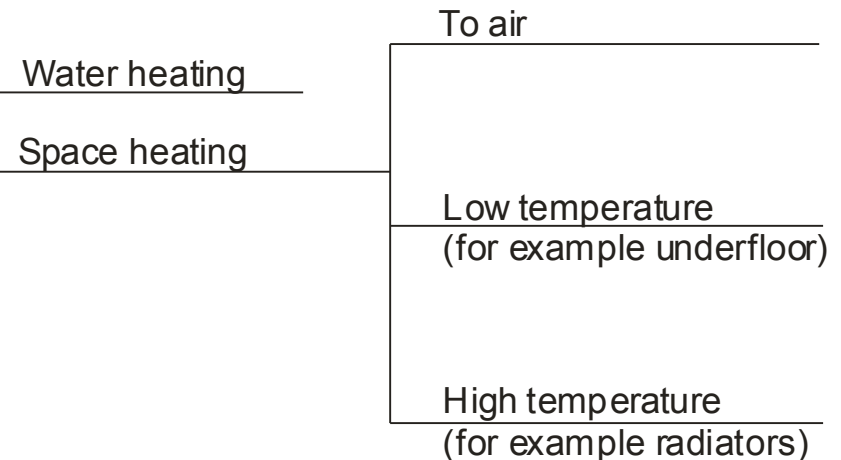 To air
Water heating
Space heating
Low temperature
(for example underfloor)
High temperature
(for example radiators)